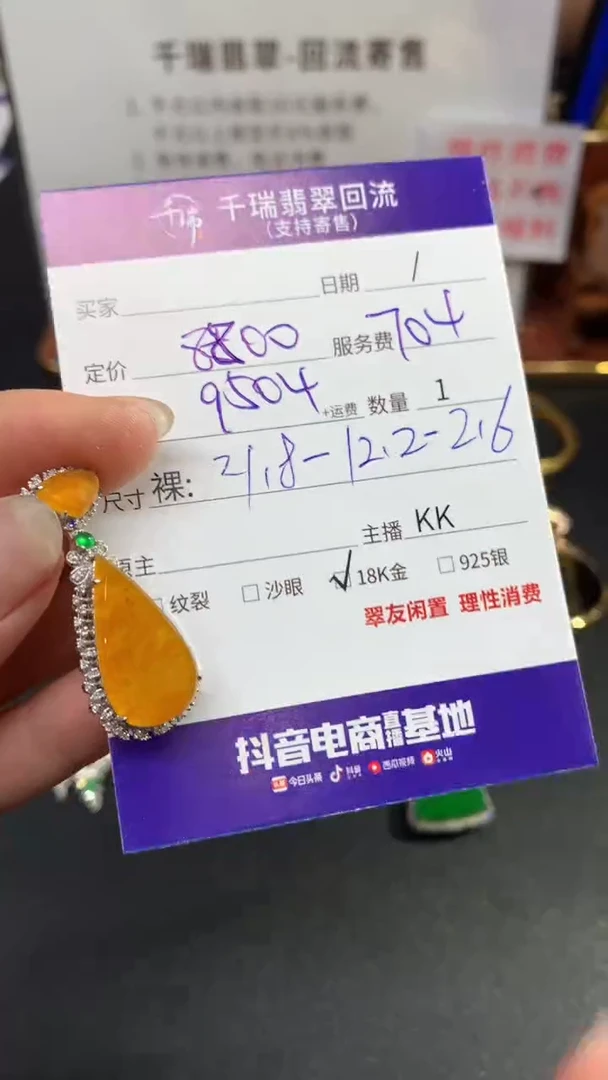 千瑞翡翠-回流寄售
千瑞翡翠回流
(支持寄售)
买家 日期 /
定价 8800 服务费 704
9504 +运费 数量 1
尺寸 裸: 21.8-12.2-2.6
原主 主播 KK
纹裂 沙眼 ✓18K金 925银
翠友闲置 理性消费
抖音电商直播基地
今日头条 抖音 西瓜视频 火山